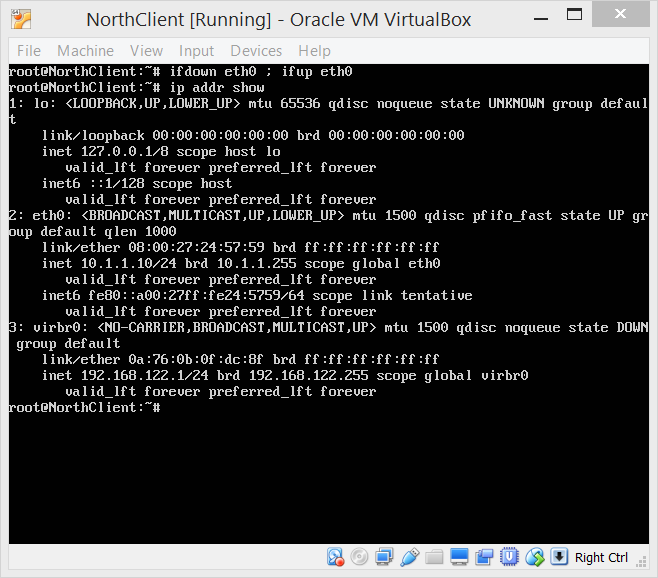 NorthClient [Running] - Oracle VM VirtualBox
File Machine View Input Devices Help
root@NorthClient:~# ifdown eth0 ; ifup eth0
root@NorthClient:~# ip addr show
1: lo: <LOOPBACK,UP,LOWER_UP> mtu 65536 qdisc noqueue state UNKNOWN group defaul
t
    link/loopback 00:00:00:00:00:00 brd 00:00:00:00:00:00
    inet 127.0.0.1/8 scope host lo
       valid_lft forever preferred_lft forever
    inet6 ::1/128 scope host
       valid_lft forever preferred_lft forever
2: eth0: <BROADCAST,MULTICAST,UP,LOWER_UP> mtu 1500 qdisc pfifo_fast state UP gr
oup default qlen 1000
    link/ether 08:00:27:24:57:59 brd ff:ff:ff:ff:ff:ff
    inet 10.1.1.10/24 brd 10.1.1.255 scope global eth0
       valid_lft forever preferred_lft forever
    inet6 fe80::a00:27ff:fe24:5759/64 scope link tentative
       valid_lft forever preferred_lft forever
3: virbr0: <NO-CARRIER,BROADCAST,MULTICAST,UP> mtu 1500 qdisc noqueue state DOWN
 group default
    link/ether 0a:76:0b:0f:dc:8f brd ff:ff:ff:ff:ff:ff
    inet 192.168.122.1/24 brd 192.168.122.255 scope global virbr0
       valid_lft forever preferred_lft forever
root@NorthClient:~#
Right Ctrl